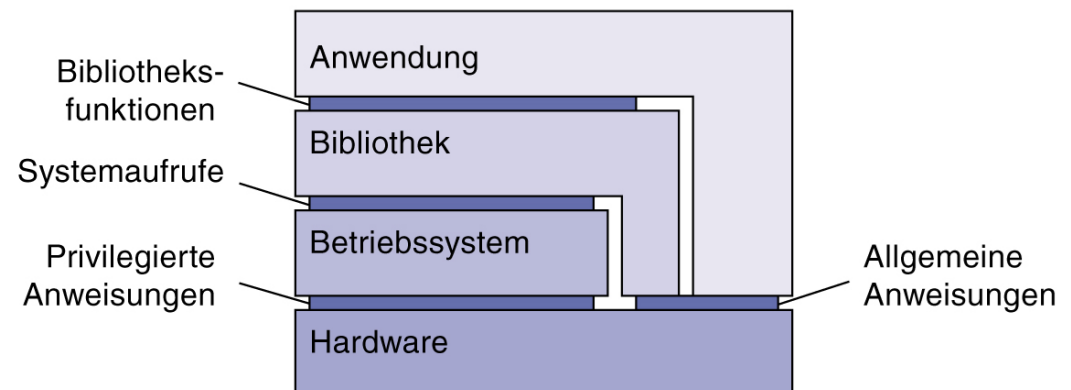 Anwendung
Bibliotheks-
funktionen
Bibliothek
Systemaufrufe
Betriebssystem
Privilegierte
Anweisungen
Allgemeine
Anweisungen
Hardware